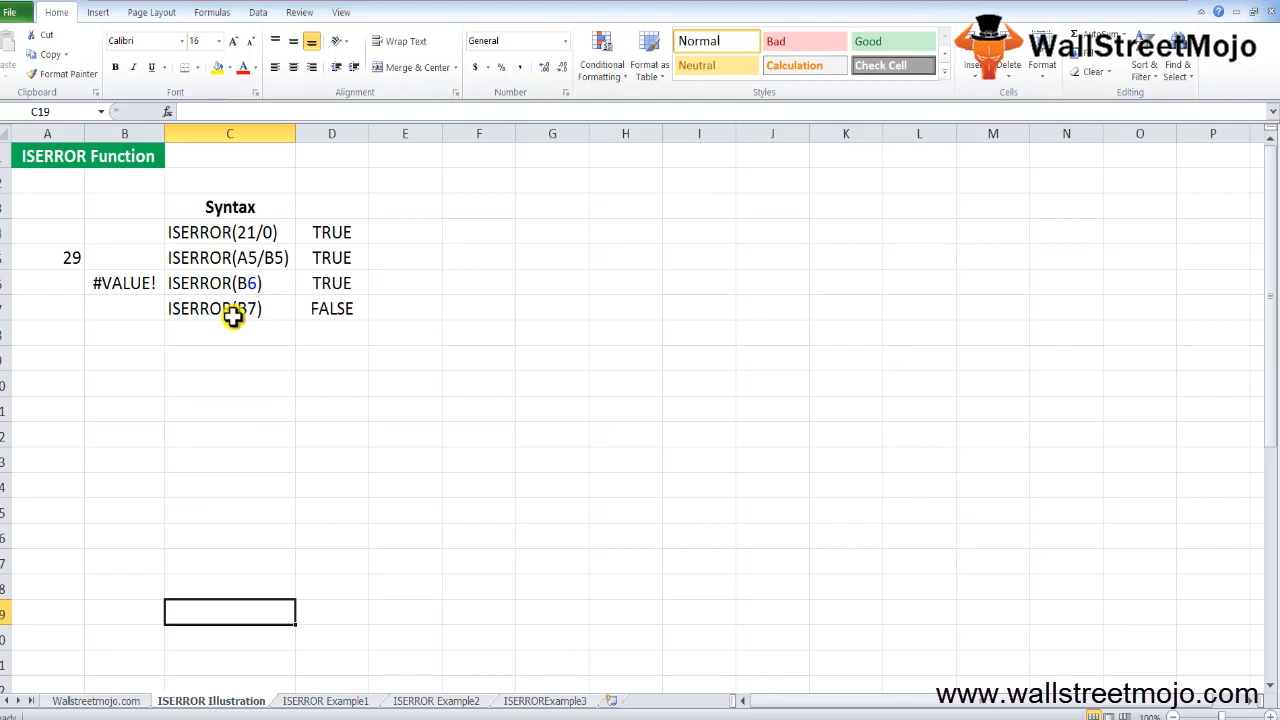 File Home Insert Page Layout Formulas Data Review View
Cut Calibri 16 Wrap Text General Normal Bad Good WallStreetMojo
Copy Conditional Formatting Format as Table
Format Painter B I U Merge & Center $ % , Neutral Calculation Check Cell Delete Format Clear Sort & Filter Find & Select
Clipboard Font Alignment Number Styles Cells Editing
C19 fx
A B C D E F G H I J K L M N O P
ISERROR Function
Syntax
ISERROR(21/0) TRUE
29 ISERROR(A5/B5) TRUE
#VALUE! ISERROR(B6) TRUE
ISERROR(B7) FALSE
Wallstreetmojo.com ISERROR Illustration ISERROR Example1 ISERROR Example2 ISERRORExample3
www.wallstreetmojo.com
100%